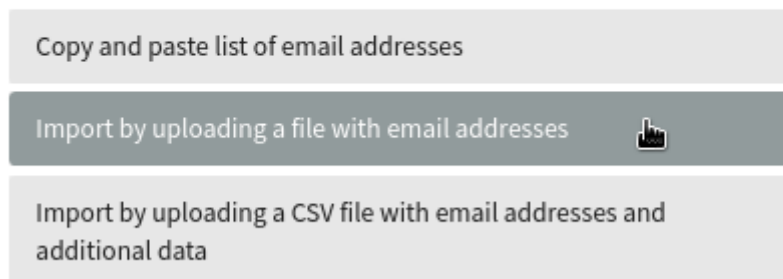 Copy and paste list of email addresses
Import by uploading a file with email addresses
Import by uploading a CSV file with email addresses and
additional data